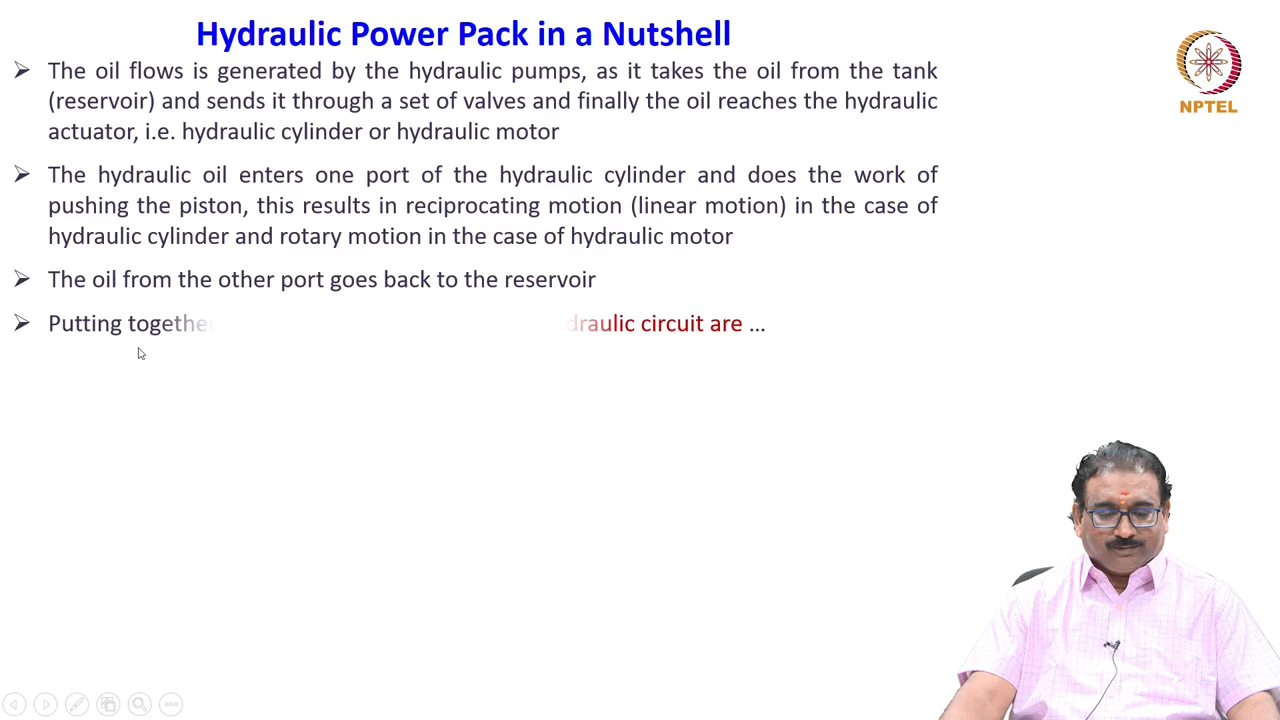 Hydraulic Power Pack in a Nutshell
➢ The oil flows is generated by the hydraulic pumps, as it takes the oil from the tank
(reservoir) and sends it through a set of valves and finally the oil reaches the hydraulic
actuator, i.e. hydraulic cylinder or hydraulic motor
➢ The hydraulic oil enters one port of the hydraulic cylinder and does the work of
pushing the piston, this results in reciprocating motion (linear motion) in the case of
hydraulic cylinder and rotary motion in the case of hydraulic motor
➢ The oil from the other port goes back to the reservoir
➢ Putting together draulic circuit are ...
NPTEL